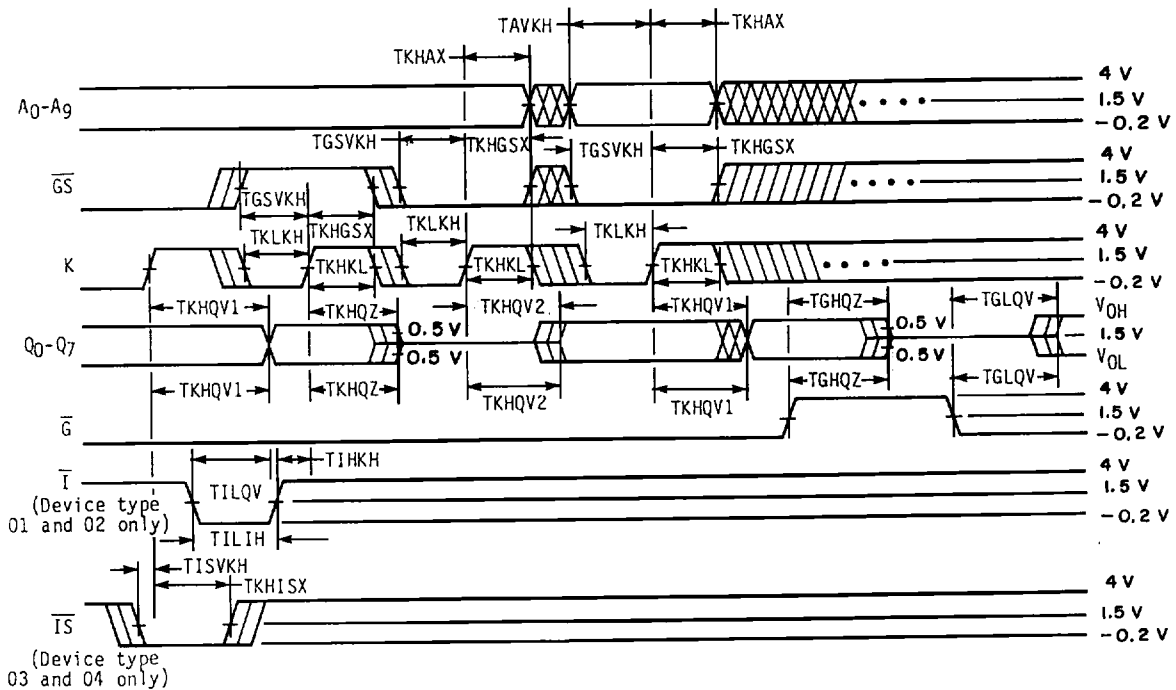 TAVKH TKHAX
TKHAX
A0-A9
4 V
1.5 V
-0.2 V
TGSVKH TKHGSX TGSVKH TKHGSX
GS
4 V
1.5 V
-0.2 V
TGSVKH
TKHGSX
TKLKH TKLKH TKLKH
K
TKHKL TKHKL TKHKL
4 V
1.5 V
-0.2 V
TKHQV1 TKHQZ TKHQV2 TKHQV1 TGHQZ TGLQV
Q0-Q7
0.5 V 0.5 V
0.5 V 0.5 V
VOH
1.5 V
VOL
TKHQV1 TKHQZ TKHQV2 TKHQV1 TGHQZ TGLQV
G
4 V
1.5 V
-0.2 V
TIHKH
I
TILQV
(Device type
01 and 02 only)
4 V
1.5 V
-0.2 V
TILIH
TISVKH
TKHISX
IS
4 V
1.5 V
-0.2 V
(Device type
03 and 04 only)